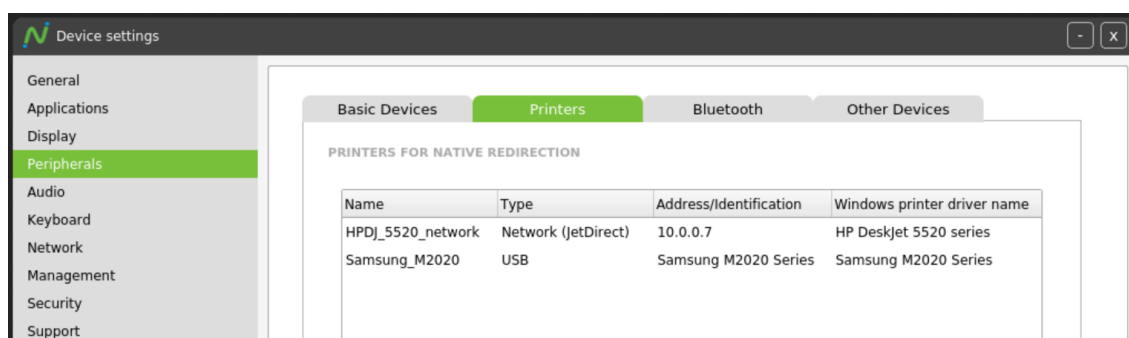 Device settings
- x
General
Applications
Display
Peripherals
Audio
Keyboard
Network
Management
Security
Support
Basic Devices Printers Bluetooth Other Devices
PRINTERS FOR NATIVE REDIRECTION
Name Type Address/Identification Windows printer driver name
HPDJ_5520_network Network (JetDirect) 10.0.0.7 HP DeskJet 5520 series
Samsung_M2020 USB Samsung M2020 Series Samsung M2020 Series